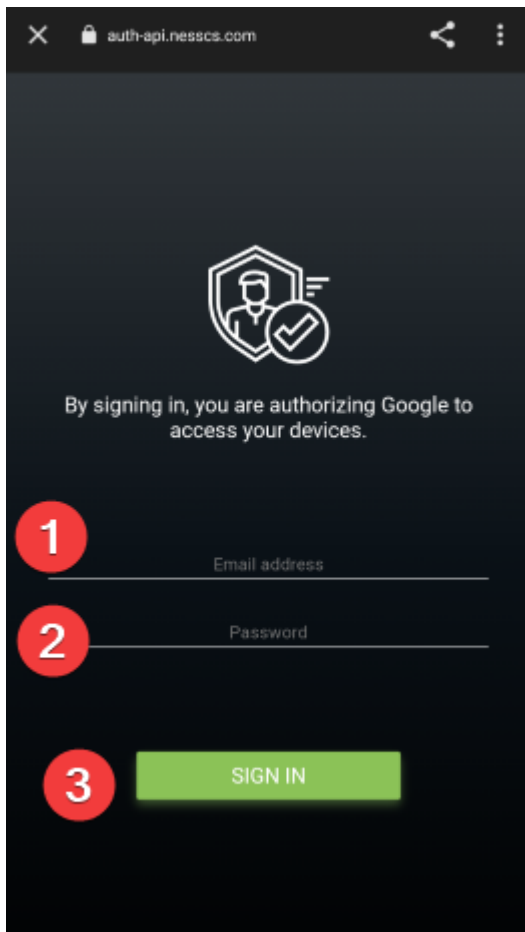 auth-api.nesscs.com
By signing in, you are authorizing Google to
access your devices.
1
Email address
2
Password
3
SIGN IN